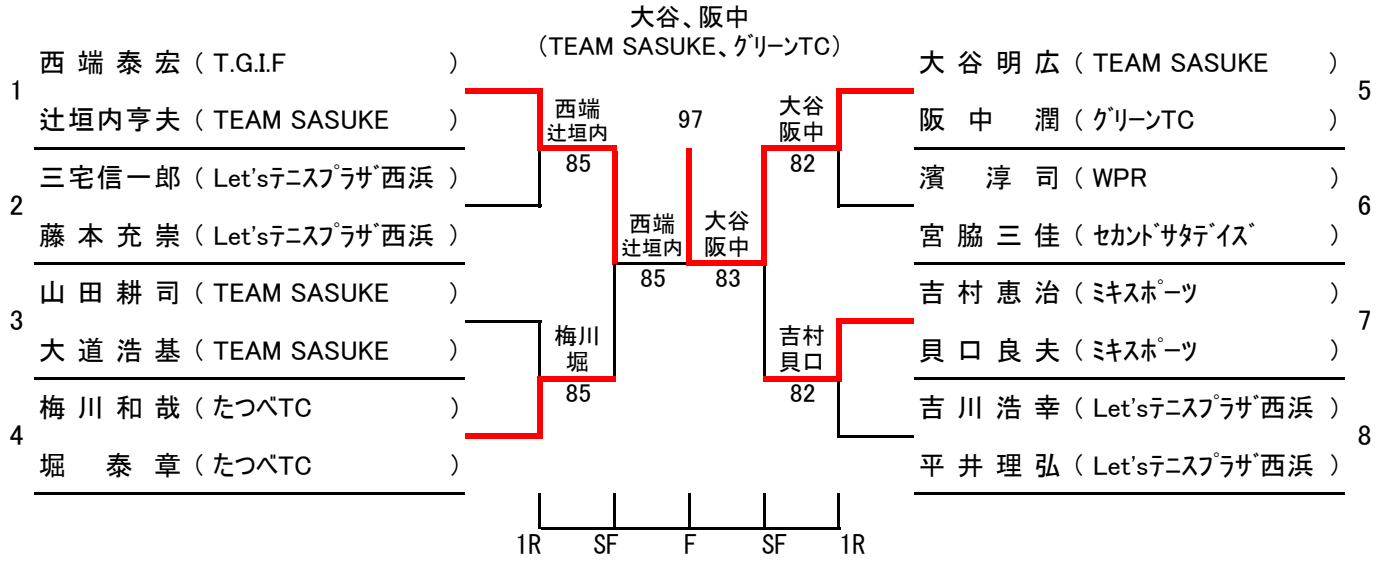 大谷、阪中
（TEAM SASUKE、ｸﾞﾘｰﾝTC）
1
西 端 泰 宏 （ T.G.I.F ）
辻垣内亨夫 （ TEAM SASUKE ）
2
三宅信一郎 （ Let'sﾃﾆｽﾌﾟﾗｻﾞ西浜 ）
藤 本 充 崇 （ Let'sﾃﾆｽﾌﾟﾗｻﾞ西浜 ）
3
山 田 耕 司 （ TEAM SASUKE ）
大 道 浩 基 （ TEAM SASUKE ）
4
梅 川 和 哉 （ たつべTC ）
堀 泰 章 （ たつべTC ）
西端
辻垣内
85
梅川
堀
85
西端
辻垣内
85
97
大谷
阪中
83
大谷
阪中
82
吉村
貝口
82
大 谷 明 広 （ TEAM SASUKE ）
阪 中 潤 （ ｸﾞﾘｰﾝTC ）
5
濱 淳 司 （ WPR ）
宮 脇 三 佳 （ ｾｶﾝﾄﾞｻﾀﾃﾞｲｽﾞ ）
6
吉 村 恵 治 （ ﾐｷｽﾎﾟｰﾂ ）
貝 口 良 夫 （ ﾐｷｽﾎﾟｰﾂ ）
7
吉 川 浩 幸 （ Let'sﾃﾆｽﾌﾟﾗｻﾞ西浜 ）
平 井 理 弘 （ Let'sﾃﾆｽﾌﾟﾗｻﾞ西浜 ）
8
1R SF F SF 1R